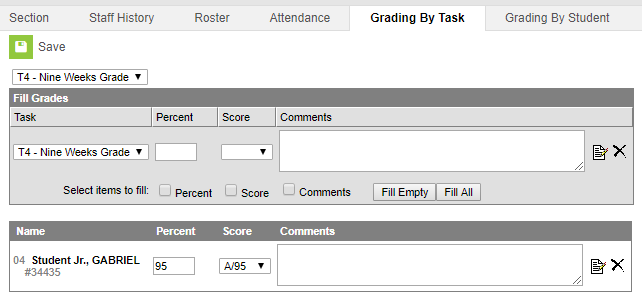 Section Staff History Roster Attendance Grading By Task Grading By Student
Save
T4 - Nine Weeks Grade
Fill Grades
Task Percent Score Comments
T4 - Nine Weeks Grade
Select items to fill: Percent Score Comments Fill Empty Fill All
Name Percent Score Comments
04 Student Jr., GABRIEL 95 A/95
#34435